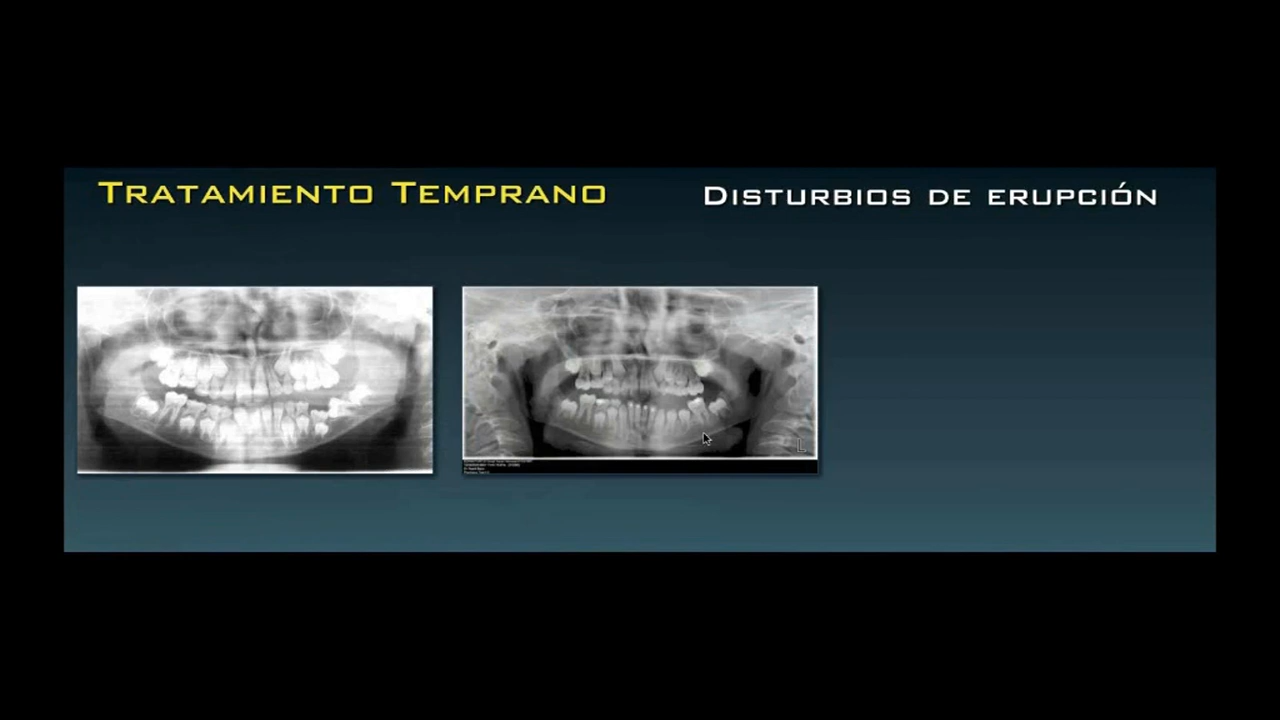 Tratamiento Temprano
Disturbios de erupción
L